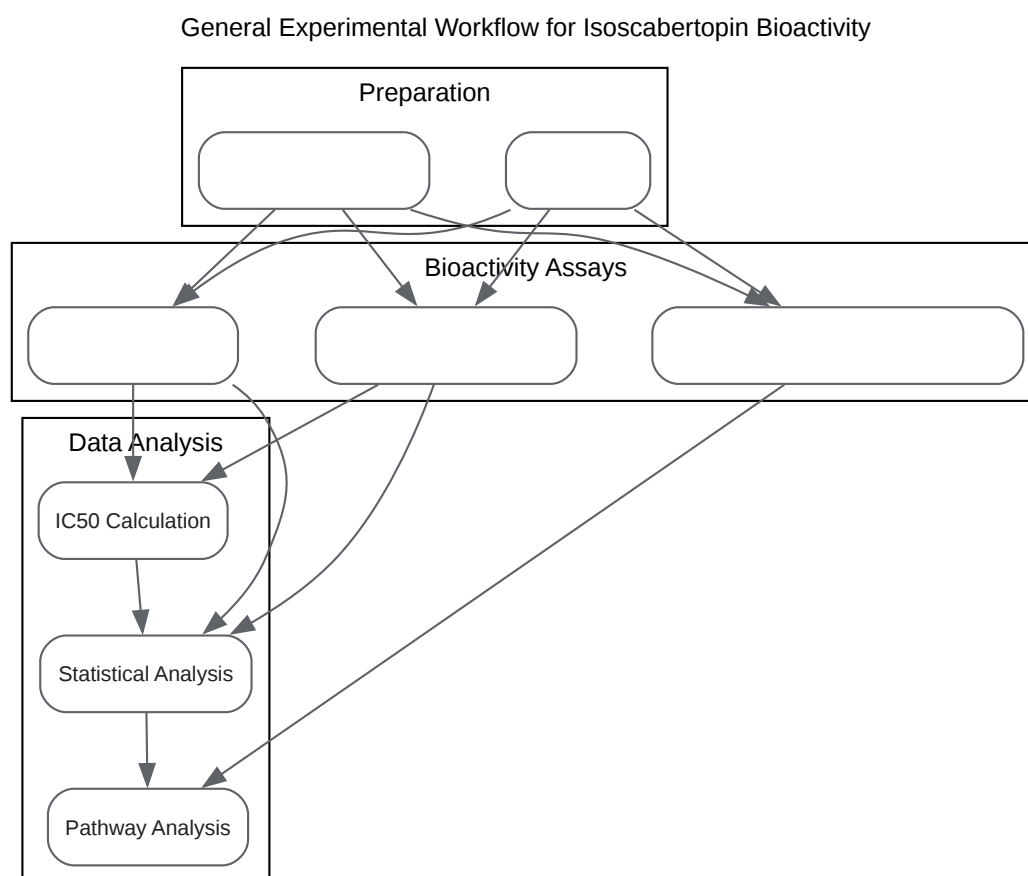 General Experimental Workflow for Isoscabertopin Bioactivity
Preparation
Bioactivity Assays
Data Analysis
IC50 Calculation
Statistical Analysis
Pathway Analysis